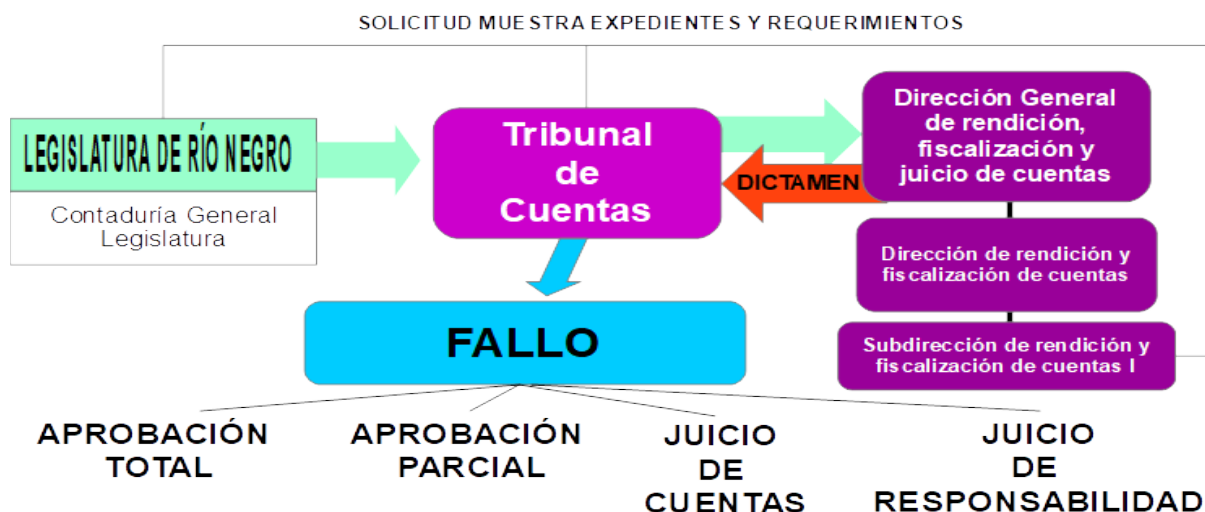 SOLICITUD MUESTRA EXPEDIENTES Y REQUERIMIENTOS
LEGISLATURA DE RÍO NEGRO
Contaduría General
Legislatura
Tribunal
de
Cuentas
DICTAMEN
Dirección General
de rendición,
fiscalización y
juicio de cuentas
Dirección de rendición y
fiscalización de cuentas
Subdirección de rendición y
fiscalización de cuentas I
FALLO
APROBACIÓN
TOTAL
APROBACIÓN
PARCIAL
JUICIO
DE
CUENTAS
JUICIO
DE
RESPONSABILIDAD